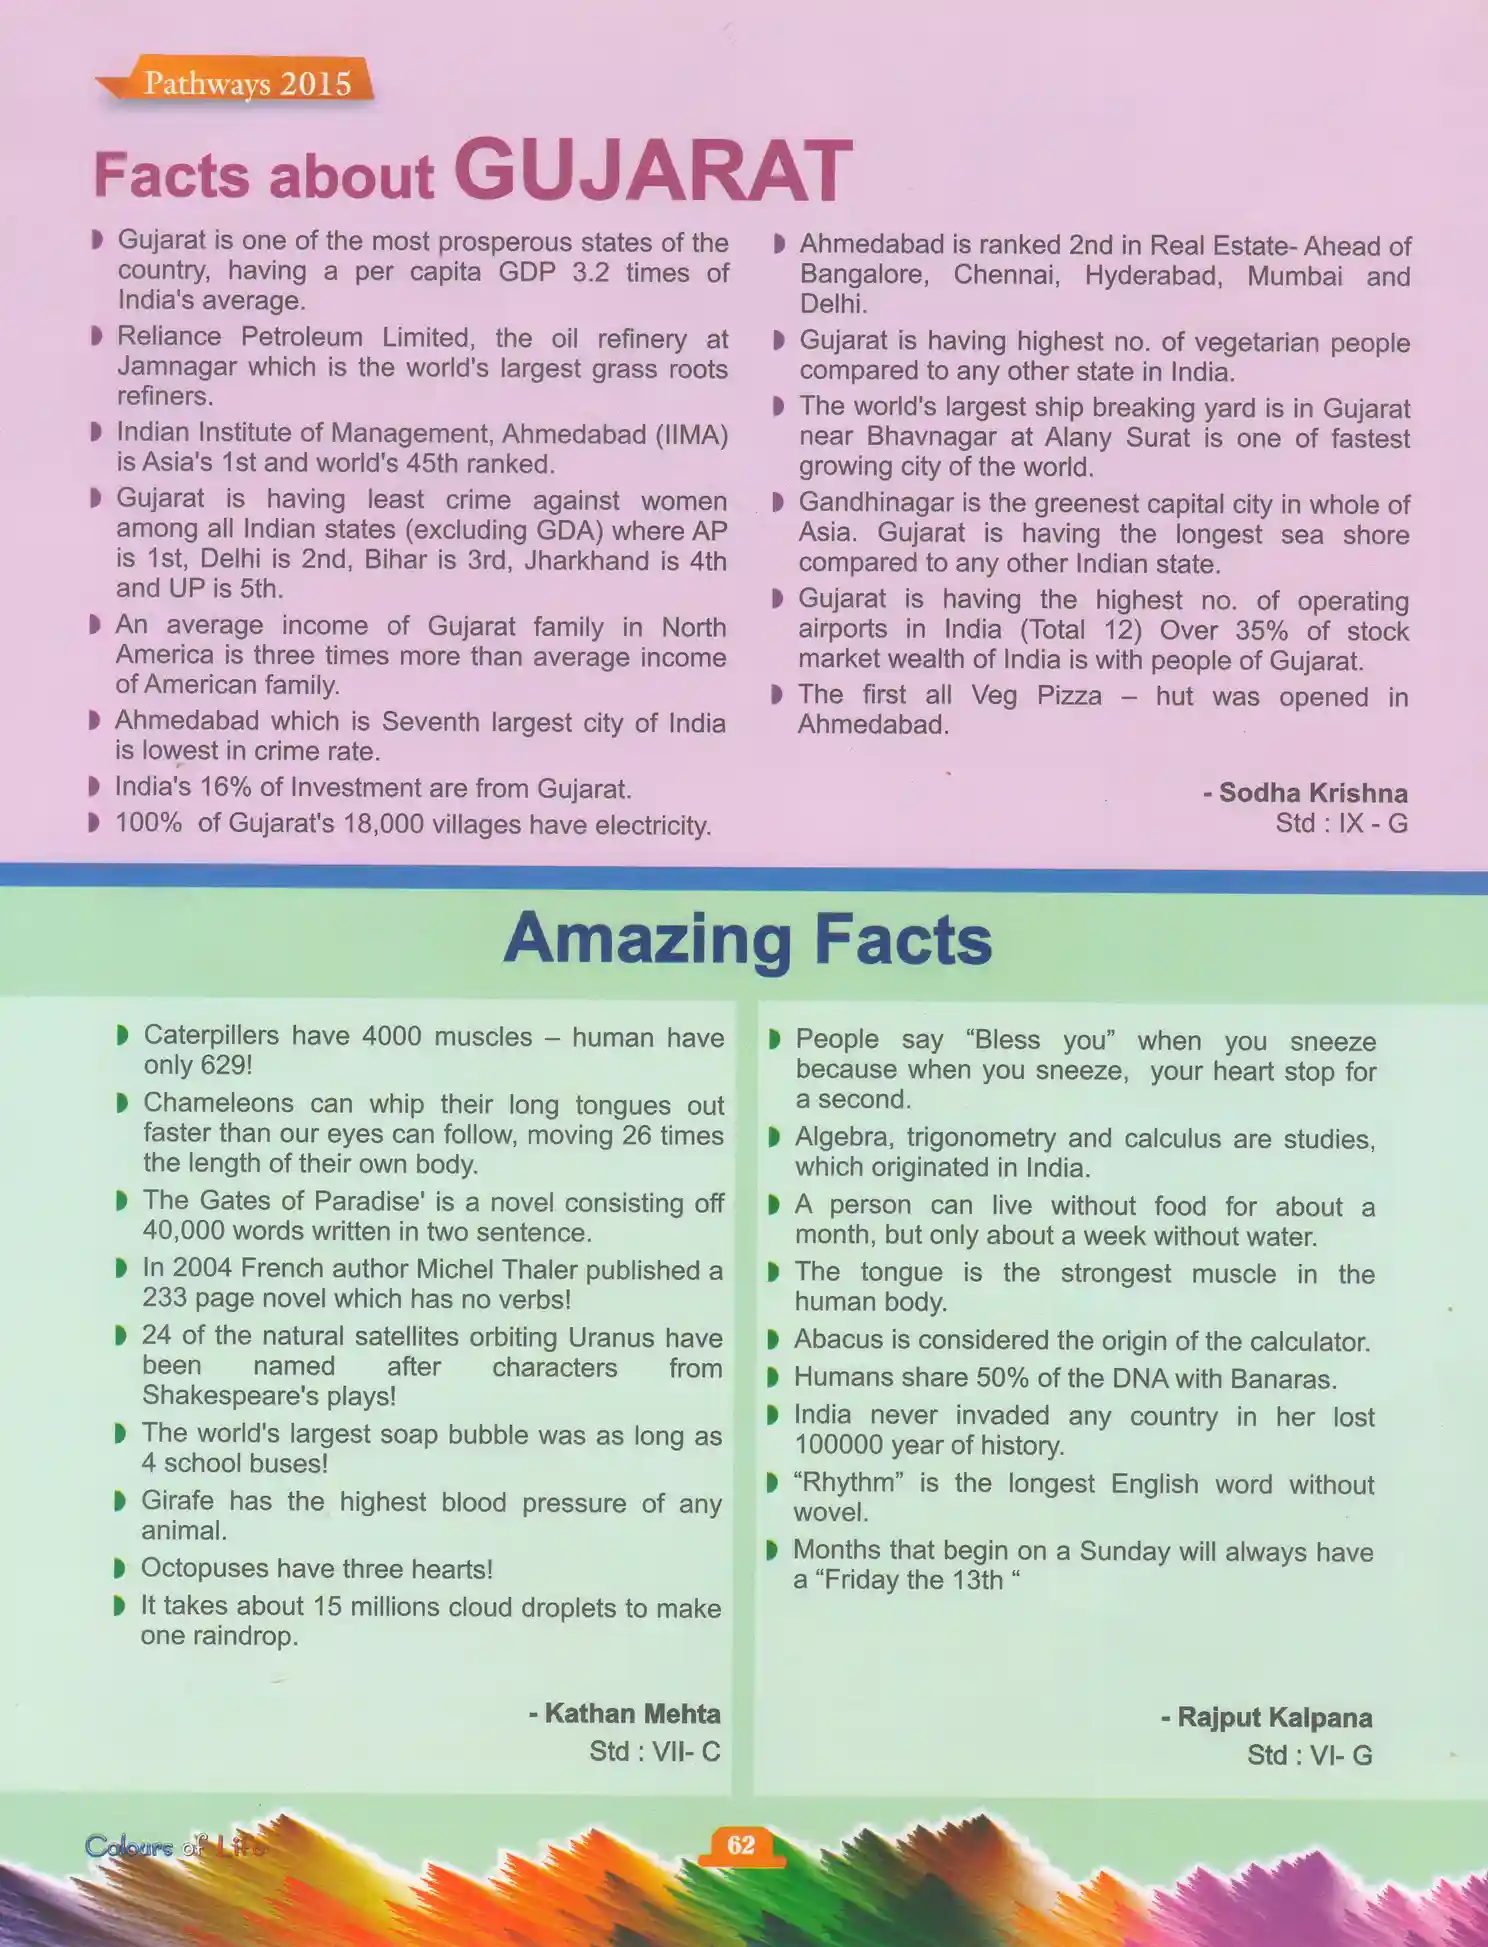 Pathways 2015
Facts about GUJARAT
Gujarat is one of the most prosperous states of the
country, having a per capita GDP 3.2 times of
India's average.
Reliance Petroleum Limited, the oil refinery at
Jamnagar which is the world's largest grass roots
refiners.
Indian Institute of Management, Ahmedabad (IIMA)
is Asia's 1st and world's 45th ranked.
Gujarat is having least crime against women
among all Indian states (excluding GDA) where AP
is 1st, Delhi is 2nd, Bihar is 3rd, Jharkhand is 4th
and UP is 5th.
An average income of Gujarat family in North
America is three times more than average income
of American family.
Ahmedabad which is Seventh largest city of India
is lowest in crime rate.
India's 16% of Investment are from Gujarat.
100% of Gujarat's 18,000 villages have electricity.
Ahmedabad is ranked 2nd in Real Estate- Ahead of
Bangalore, Chennai, Hyderabad, Mumbai and
Delhi.
Gujarat is having highest no. of vegetarian people
compared to any other state in India.
The world's largest ship breaking yard is in Gujarat
near Bhavnagar at Alany Surat is one of fastest
growing city of the world.
Gandhinagar is the greenest capital city in whole of
Asia. Gujarat is having the longest sea shore
compared to any other Indian state.
Gujarat is having the highest no. of operating
airports in India (Total 12) Over 35% of stock
market wealth of India is with people of Gujarat.
The first all Veg Pizza – hut was opened in
Ahmedabad.
- Sodha Krishna
Std : IX - G
Amazing Facts
Caterpillers have 4000 muscles – human have
only 629!
Chameleons can whip their long tongues out
faster than our eyes can follow, moving 26 times
the length of their own body.
The Gates of Paradise' is a novel consisting off
40,000 words written in two sentence.
In 2004 French author Michel Thaler published a
233 page novel which has no verbs!
24 of the natural satellites orbiting Uranus have
been named after characters from
Shakespeare's plays!
The world's largest soap bubble was as long as
4 school buses!
Girafe has the highest blood pressure of any
animal.
Octopuses have three hearts!
It takes about 15 millions cloud droplets to make
one raindrop.
- Kathan Mehta
Std : VII- C
People say “Bless you” when you sneeze
because when you sneeze, your heart stop for
a second.
Algebra, trigonometry and calculus are studies,
which originated in India.
A person can live without food for about a
month, but only about a week without water.
The tongue is the strongest muscle in the
human body.
Abacus is considered the origin of the calculator.
Humans share 50% of the DNA with Banaras.
India never invaded any country in her lost
100000 year of history.
“Rhythm” is the longest English word without
wovel.
Months that begin on a Sunday will always have
a “Friday the 13th “
- Rajput Kalpana
Std : VI- G
Colours of Life
62